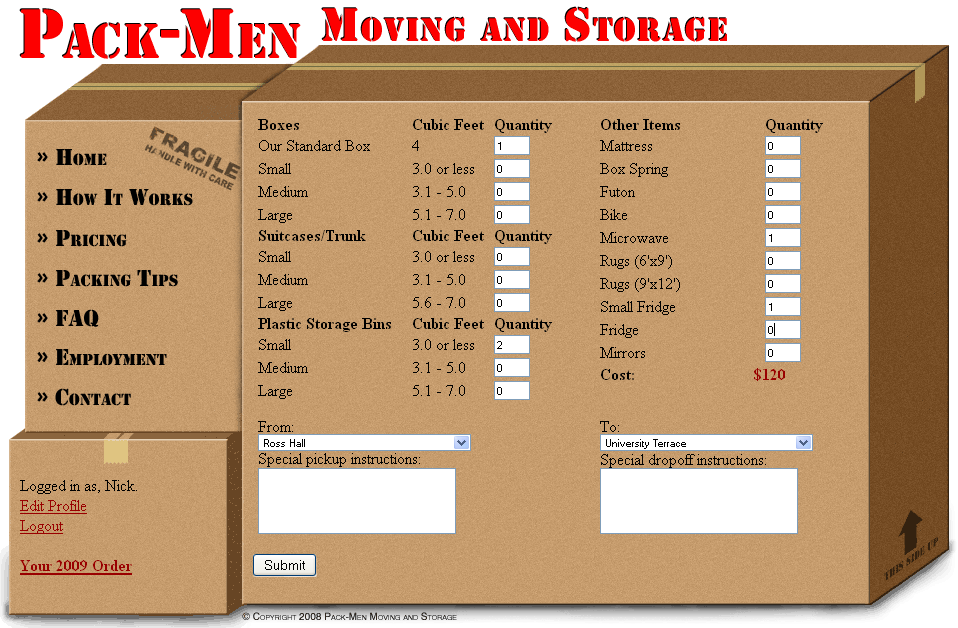 Pack-Men Moving and Storage
FRAGILE
HANDLE WITH CARE
» Home
» How It Works
» Pricing
» Packing Tips
» FAQ
» Employment
» Contact
Logged in as, Nick.
Edit Profile
Logout
Your 2009 Order
Boxes Cubic Feet Quantity
Our Standard Box 4 1
Small 3.0 or less 0
Medium 3.1 - 5.0 0
Large 5.1 - 7.0 0
Suitcases/Trunk Cubic Feet Quantity
Small 3.0 or less 0
Medium 3.1 - 5.0 0
Large 5.6 - 7.0 0
Plastic Storage Bins Cubic Feet Quantity
Small 3.0 or less 2
Medium 3.1 - 5.0 0
Large 5.1 - 7.0 0
Other Items Quantity
Mattress 0
Box Spring 0
Futon 0
Bike 0
Microwave 1
Rugs (6'x9') 0
Rugs (9'x12') 0
Small Fridge 1
Fridge 0
Mirrors 0
Cost: $120
From:
Ross Hall
Special pickup instructions:
To:
University Terrace
Special dropoff instructions:
Submit
THIS SIDE UP
© Copyright 2008 Pack-Men Moving and Storage